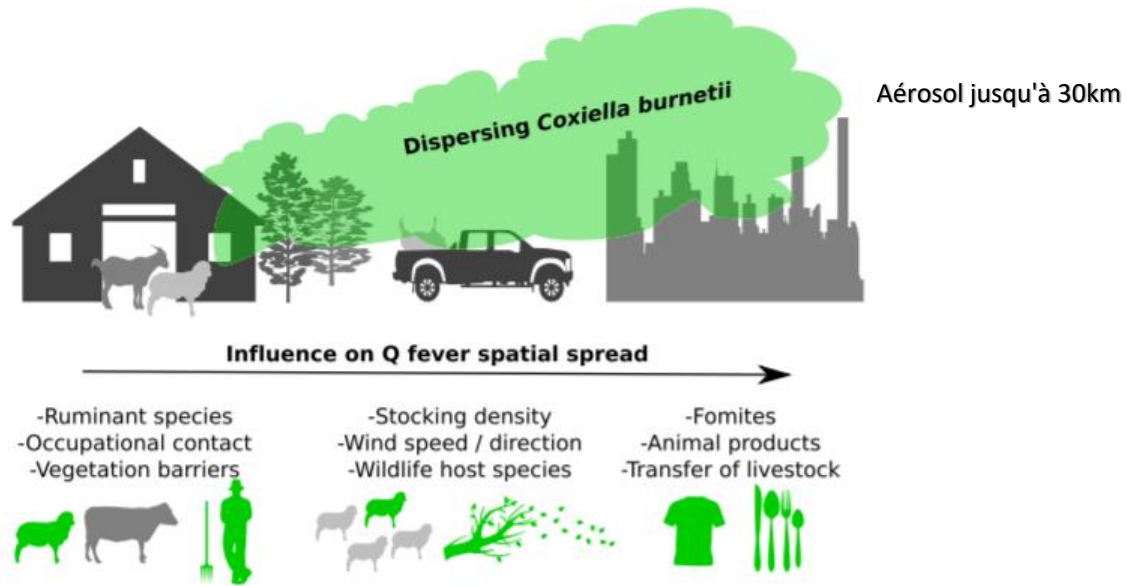 Aérosol jusqu'à 30km
Dispersing Coxiella burnetii
Influence on Q fever spatial spread
-Ruminant species
-Occupational contact
-Vegetation barriers
-Stocking density
-Wind speed / direction
-Wildlife host species
-Fomites
-Animal products
-Transfer of livestock